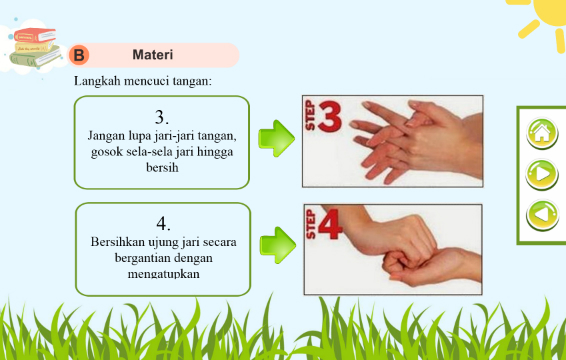 B Materi
Langkah mencuci tangan:
3.
Jangan lupa jari-jari tangan,
gosok sela-sela jari hingga
bersih
STEP 3
4.
Bersihkan ujung jari secara
bergantian dengan
mengatupkan
STEP 4